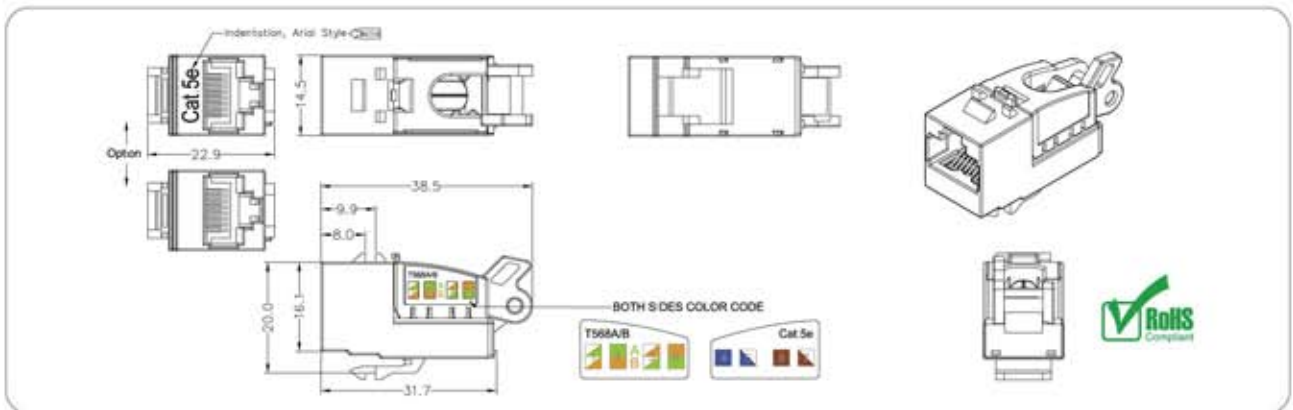 Indentation, Arial Style
Cat.5e
14.5
Option
22.9
38.5
9.9
8.0
T568A/B
20.0
16.1
BOTH SIDES COLOR CODE
T568A/B
Cat.5e
A
B
31.7
RoHS
Compliant